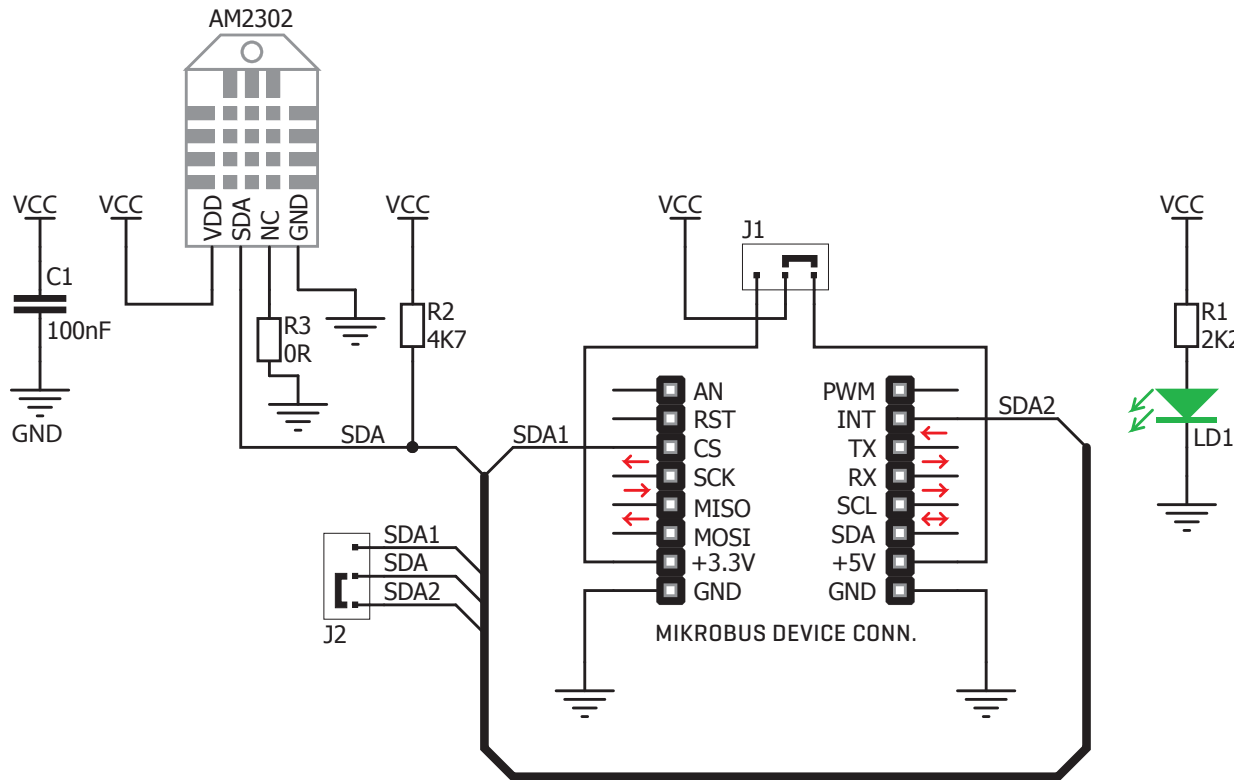 AM2302
VCC
VCC
VDD
SDA
NC
GND
VCC
VCC
VCC
J1
C1
100nF
R3
0R
R2
4K7
R1
2K2
GND
AN
RST
CS
SCK
MISO
MOSI
+3.3V
GND
PWM
INT
TX
RX
SCL
SDA
+5V
GND
SDA
SDA1
SDA2
LD1
SDA1
SDA
SDA2
J2
MIKROBUS DEVICE CONN.